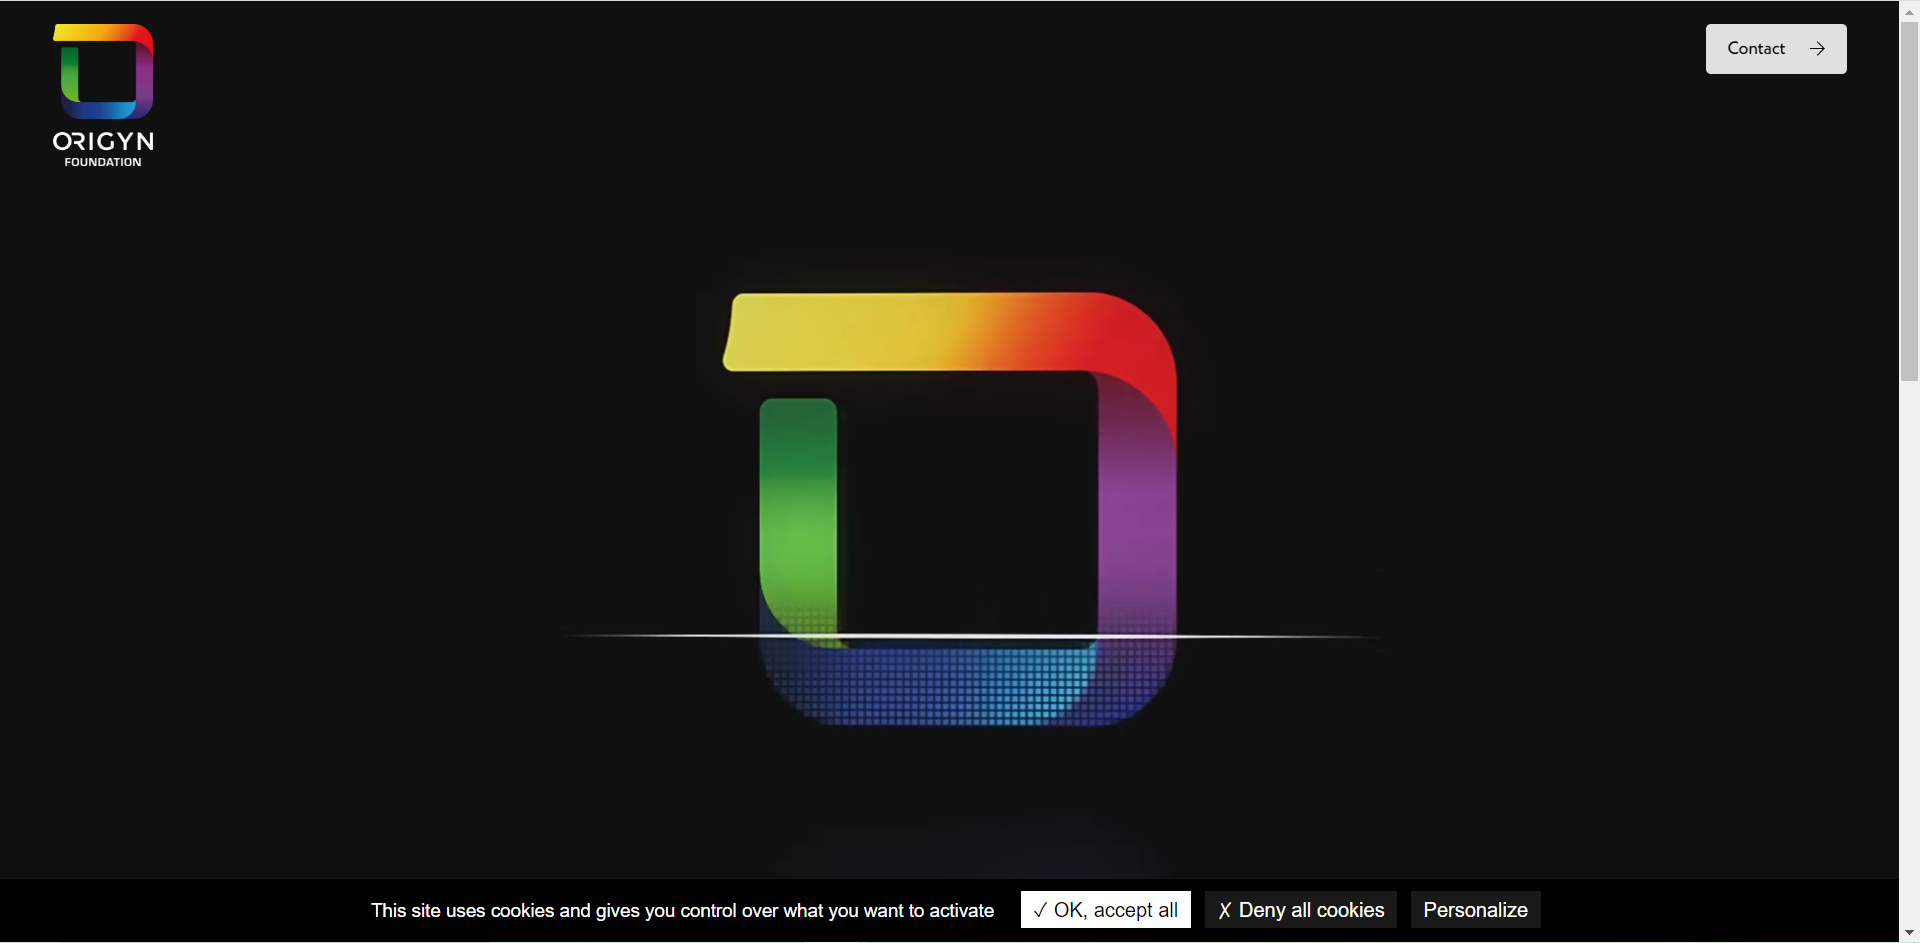 ORIGYN
FOUNDATION
Contact →
This site uses cookies and gives you control over what you want to activate
✓ OK, accept all
✗ Deny all cookies
Personalize